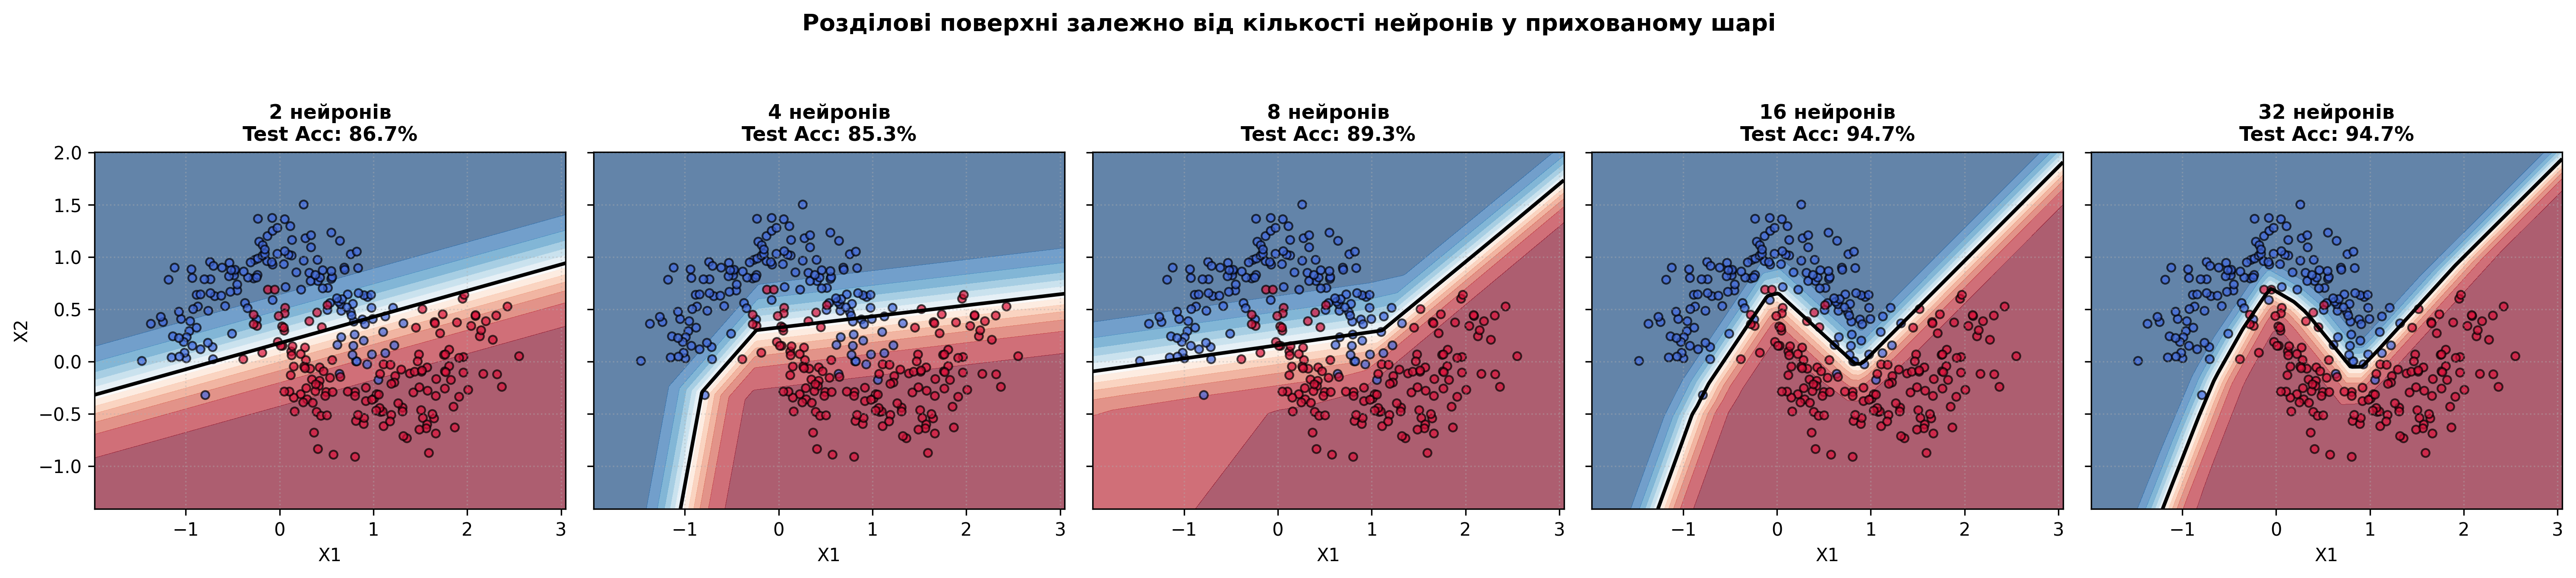 Розділові поверхні залежно від кількості нейронів у прихованому шарі
2 нейронів
Test Acc: 86.7%
4 нейронів
Test Acc: 85.3%
8 нейронів
Test Acc: 89.3%
16 нейронів
Test Acc: 94.7%
32 нейронів
Test Acc: 94.7%
2.0
1.5
1.0
0.5
0.0
−0.5
−1.0
X2
−1 0 1 2 3
X1
−1 0 1 2 3
X1
−1 0 1 2 3
X1
−1 0 1 2 3
X1
−1 0 1 2 3
X1